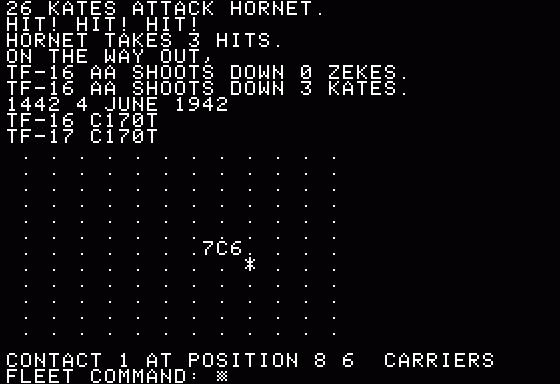 26 KATES ATTACK HORNET.
HIT! HIT! HIT!
HORNET TAKES 3 HITS.
ON THE WAY OUT,
TF-16 AA SHOOTS DOWN 0 ZEKES.
TF-16 AA SHOOTS DOWN 3 KATES.
1442 4 JUNE 1942
TF-16 C170T
TF-17 C170T
7C6
*
CONTACT 1 AT POSITION 8 6  CARRIERS
FLEET COMMAND: